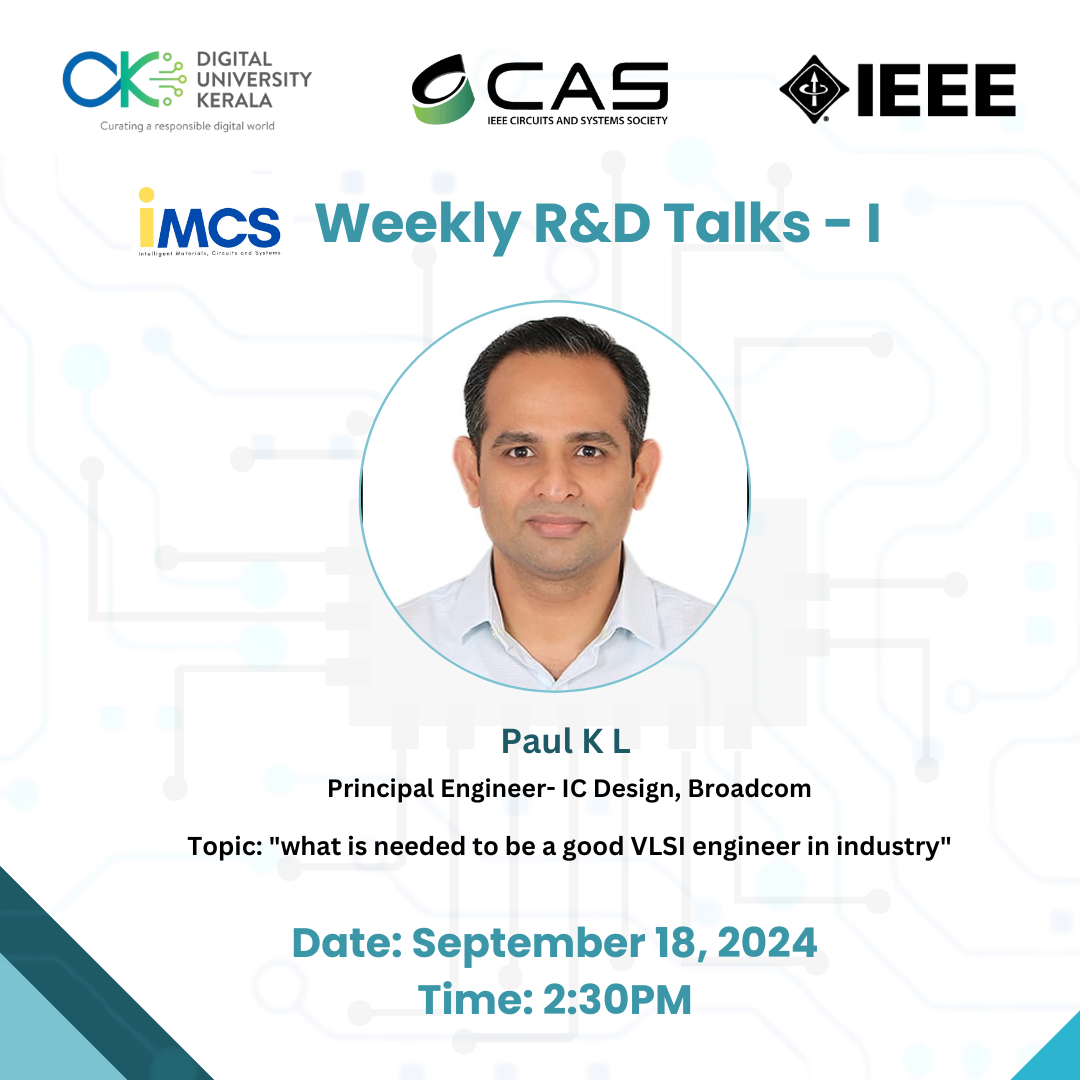 DIGITAL
UNIVERSITY
KERALA
Curating a responsible digital world
CAS
IEEE CIRCUITS AND SYSTEMS SOCIETY
IEEE
iMCS
Intelligent Materials, Circuits and Systems
Weekly R&D Talks - I
Paul K L
Principal Engineer- IC Design, Broadcom
Topic: "what is needed to be a good VLSI engineer in industry"
Date: September 18, 2024
Time: 2:30PM